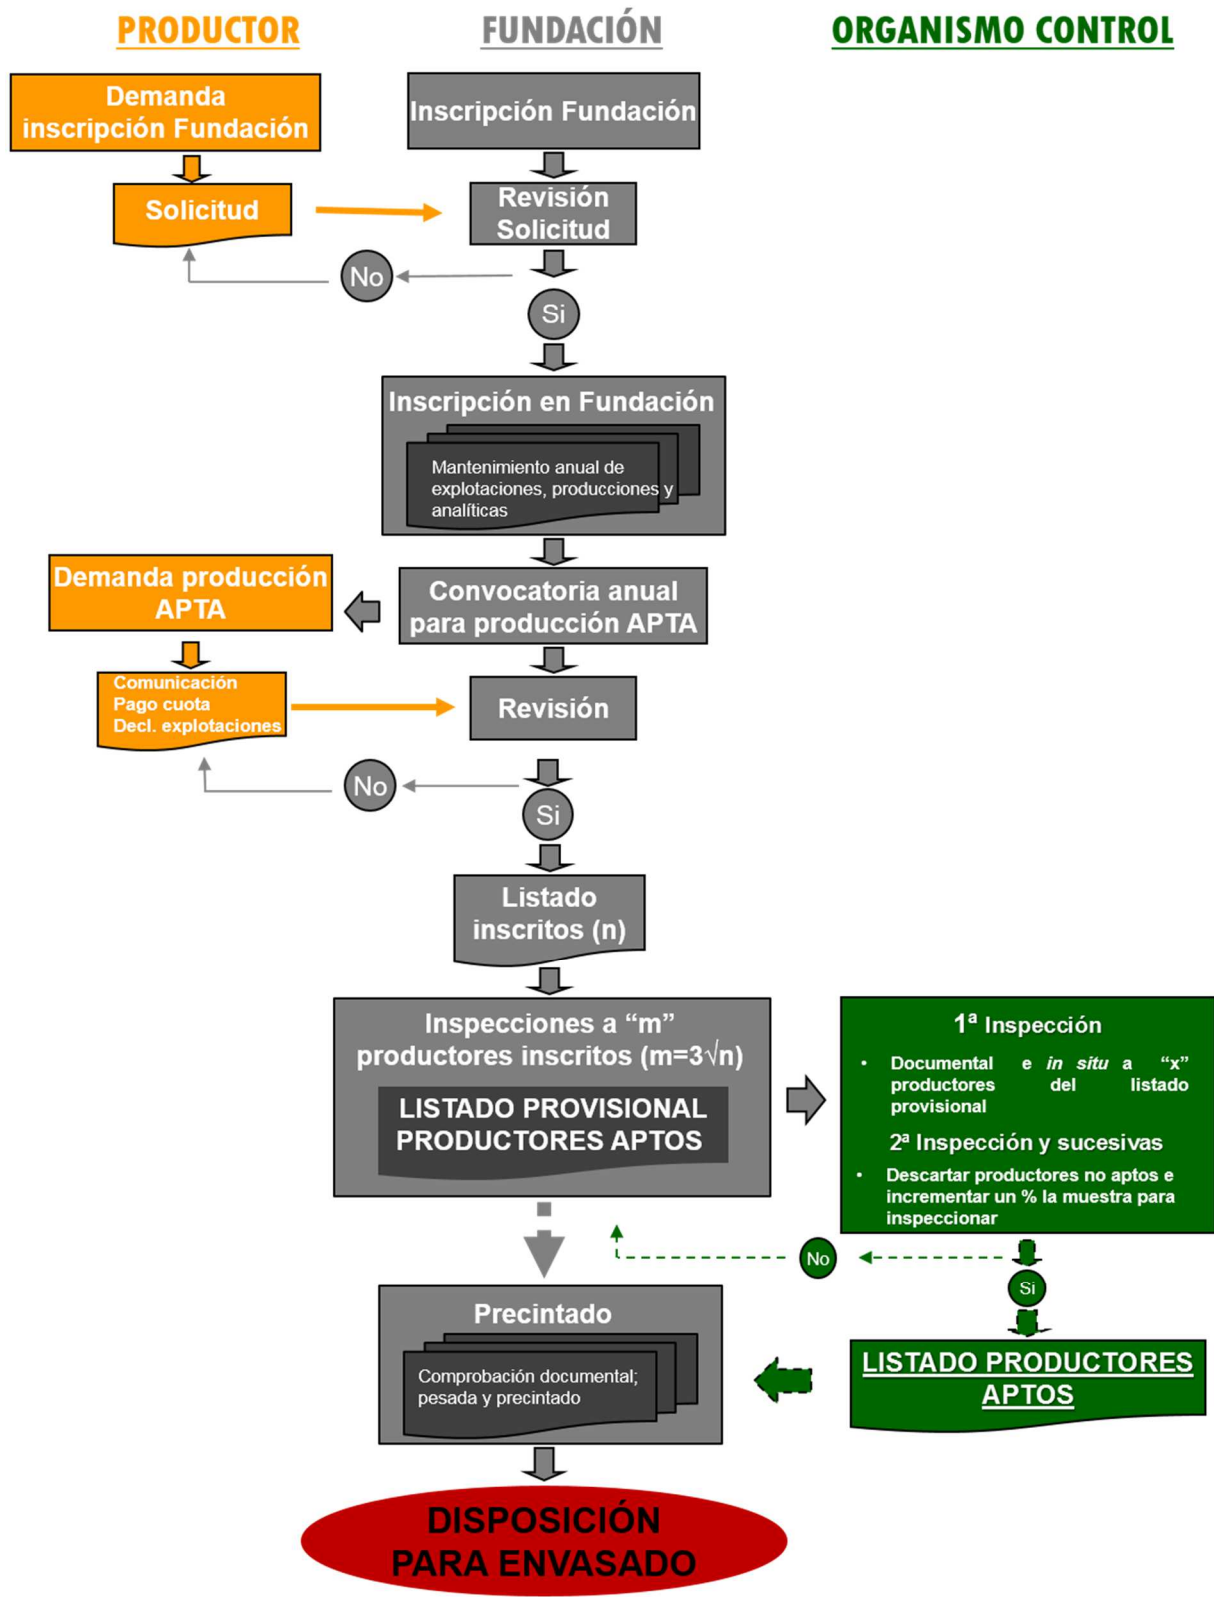 PRODUCTOR
FUNDACIÓN
ORGANISMO CONTROL
Demanda
inscripción Fundación
Inscripción Fundación
Solicitud
Revisión
Solicitud
No
Si
Inscripción en Fundación
Mantenimiento anual de
explotaciones, producciones y
analíticas
Demanda producción
APTA
Convocatoria anual
para producción APTA
Comunicación
Pago cuota
Decl. explotaciones
Revisión
No
Si
Listado
inscritos (n)
Inspecciones a “m”
productores inscritos (m=3√n)
LISTADO PROVISIONAL
PRODUCTORES APTOS
1ª Inspección
• Documental e in situ a “x”
productores del listado
provisional
2ª Inspección y sucesivas
• Descartar productores no aptos e
incrementar un % la muestra para
inspeccionar
No
Si
Precintado
Comprobación documental;
pesada y precintado
LISTADO PRODUCTORES
APTOS
DISPOSICIÓN
PARA ENVASADO